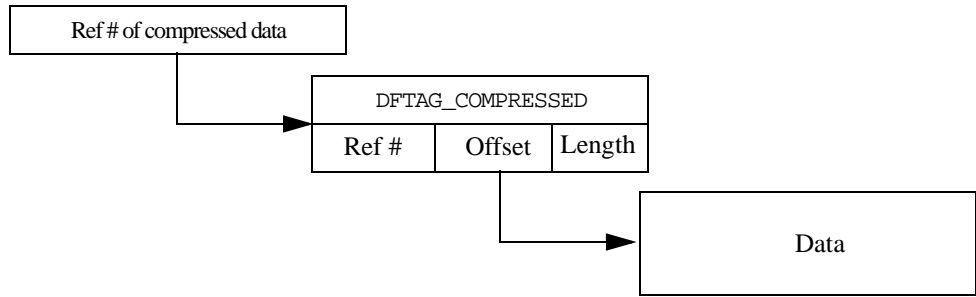 Ref # of compressed data
DFTAG_COMPRESSED
Ref # Offset Length
Data